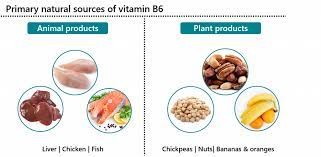 Primary natural sources of vitamin B6
Animal products
Plant products
Liver | Chicken | Fish
Chickpeas | Nuts| Bananas & oranges